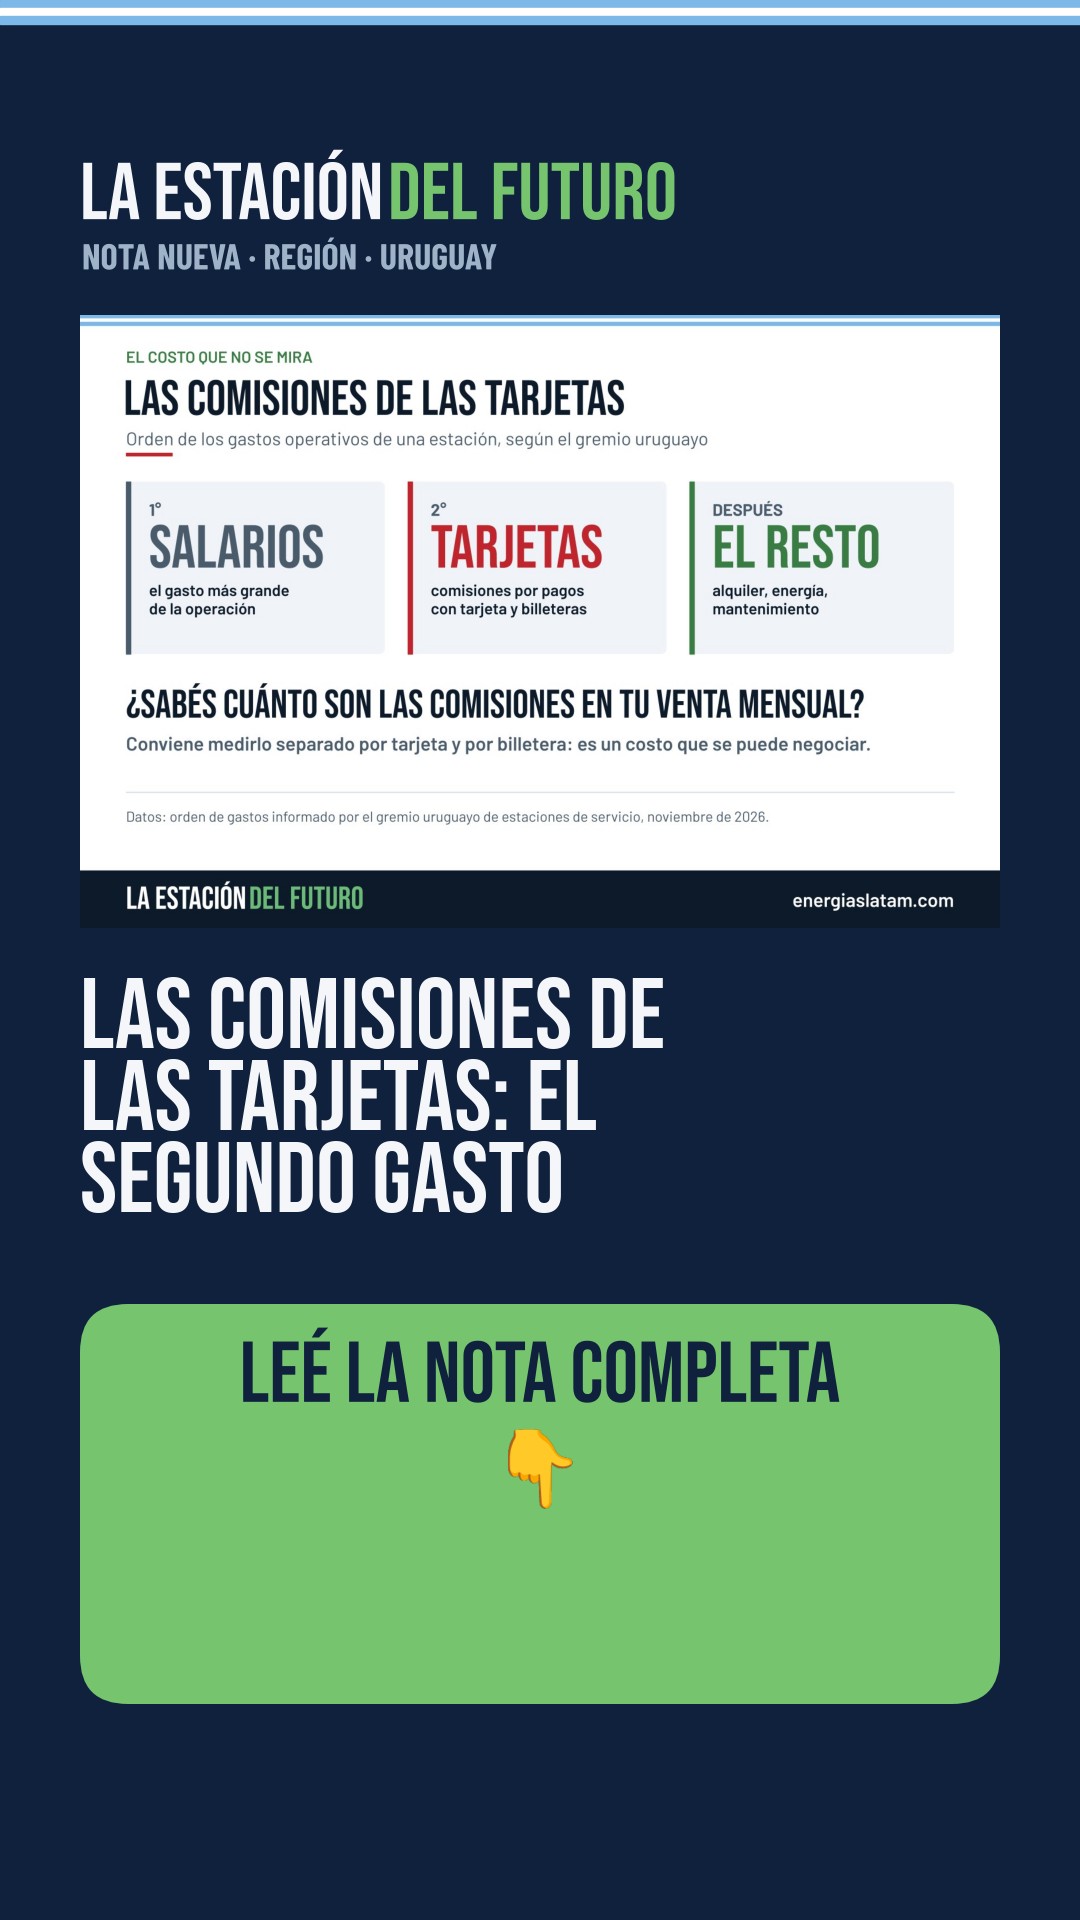 LA ESTACIÓN DEL FUTURO
NOTA NUEVA · REGIÓN · URUGUAY
EL COSTO QUE NO SE MIRA
LAS COMISIONES DE LAS TARJETAS
Orden de los gastos operativos de una estación, según el gremio uruguayo
1°
SALARIOS
el gasto más grande
de la operación
2°
TARJETAS
comisiones por pagos
con tarjeta y billeteras
DESPUÉS
EL RESTO
alquiler, energía,
mantenimiento
¿SABÉS CUÁNTO SON LAS COMISIONES EN TU VENTA MENSUAL?
Conviene medirlo separado por tarjeta y por billetera: es un costo que se puede negociar.
Datos: orden de gastos informado por el gremio uruguayo de estaciones de servicio, noviembre de 2026.
LA ESTACIÓN DEL FUTURO
energiaslatam.com
LAS COMISIONES DE
LAS TARJETAS: EL
SEGUNDO GASTO
LEÉ LA NOTA COMPLETA
👇